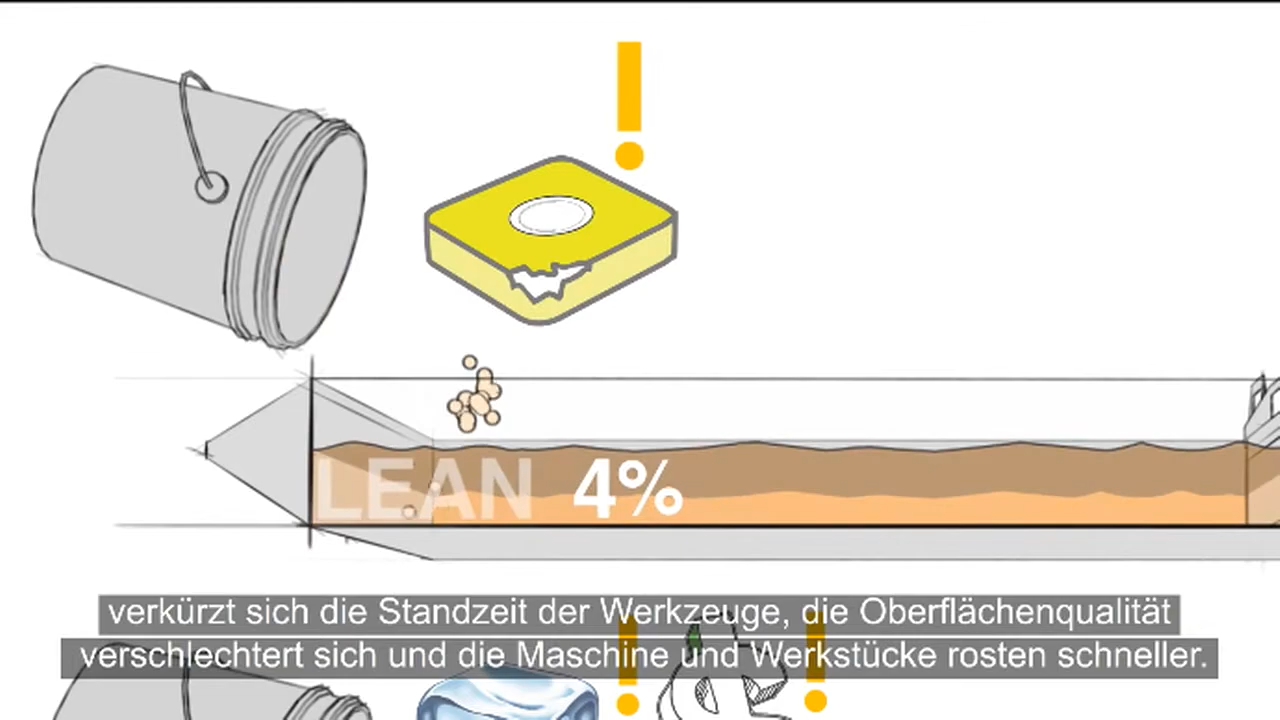 LEAN 4%
verkürzt sich die Standzeit der Werkzeuge, die Oberflächenqualität
verschlechtert sich und die Maschine und Werkstücke rosten schneller.